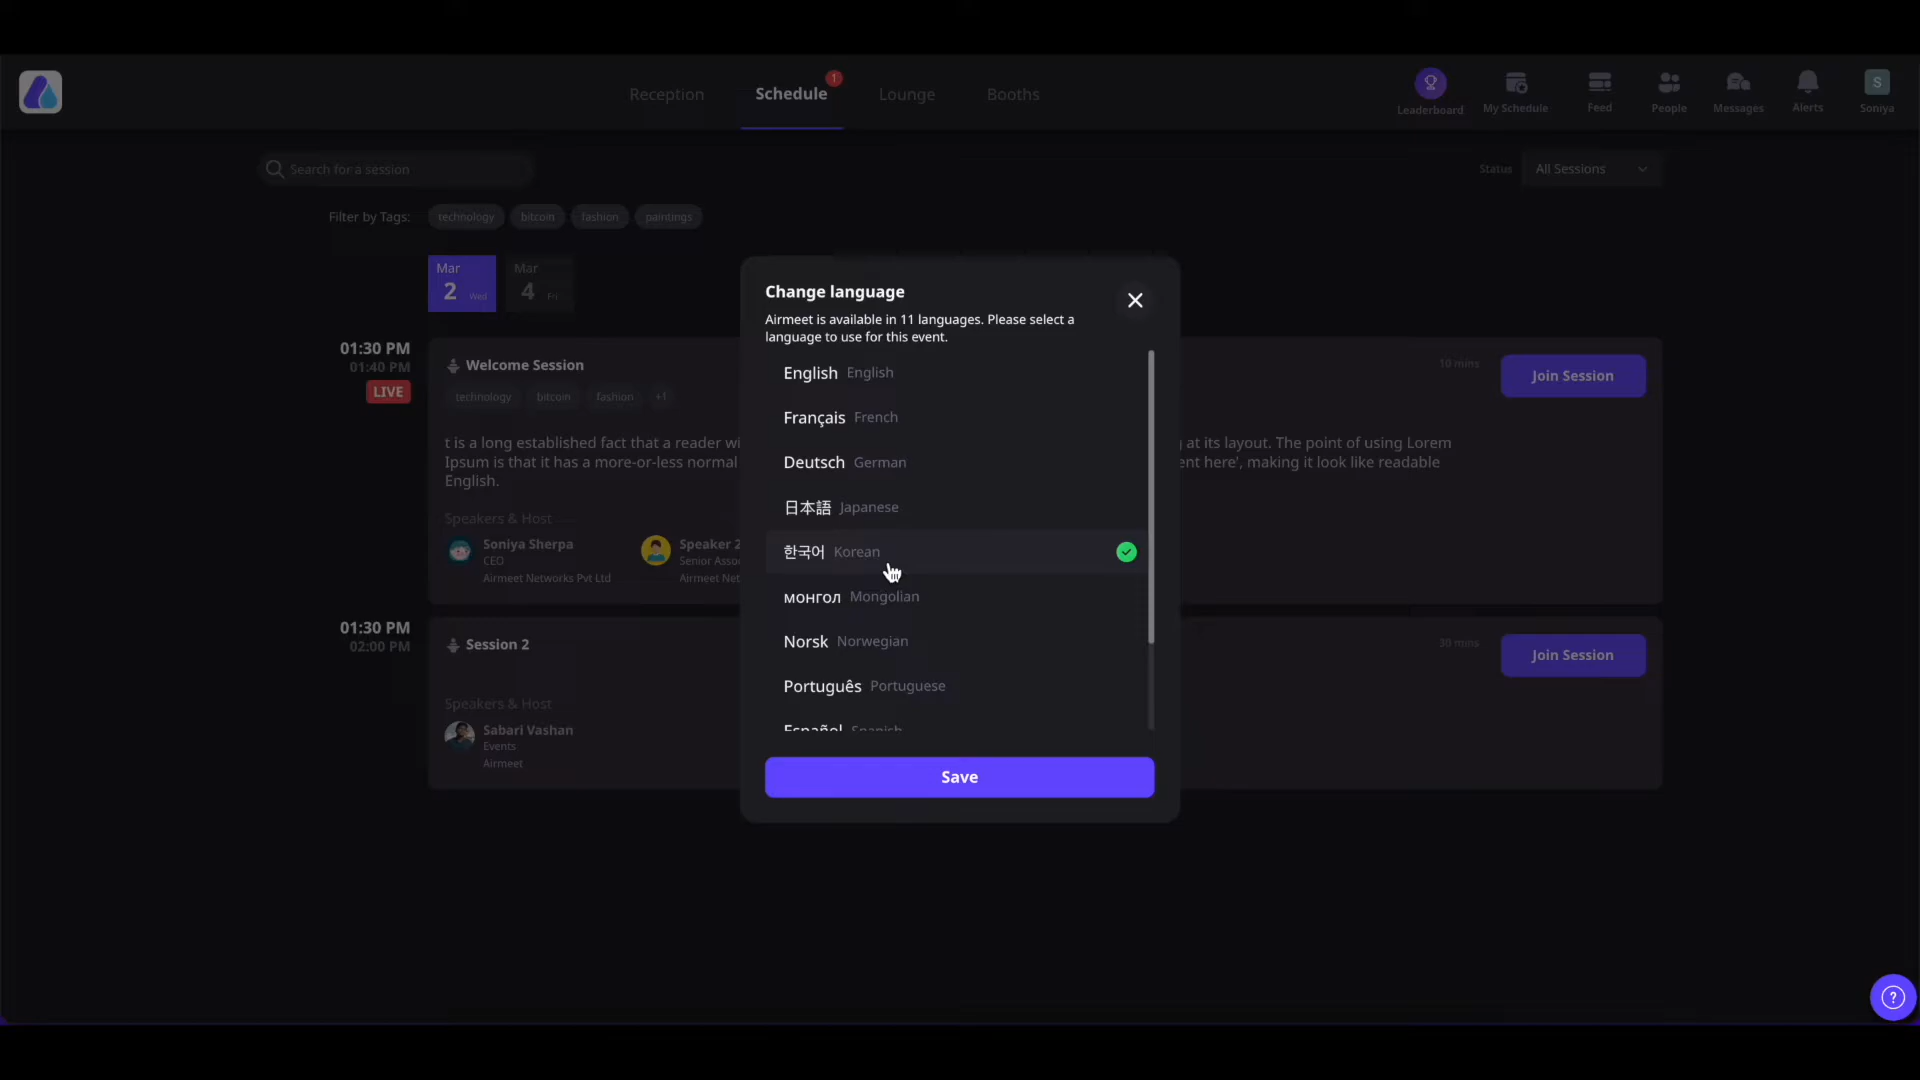 Reception
Schedule
1
Lounge
Booths
Leaderboard
My Schedule
Feed
People
Messages
Alerts
S
Soniya
Search for a session
Status
All Sessions
Filter by Tags:
technology
bitcoin
fashion
paintings
Mar
2 Wed
Mar
4 Fri
01:30 PM
01:40 PM
LIVE
Welcome Session
technology
bitcoin
fashion
+1
10 mins
Join Session
t is a long established fact that a reader wi
g at its layout. The point of using Lorem
Ipsum is that it has a more-or-less normal
ent here', making it look like readable
English.
Speakers & Host
Soniya Sherpa
CEO
Airmeet Networks Pvt Ltd
Speaker 2
Senior Asso
Airmeet Net
01:30 PM
02:00 PM
Session 2
30 mins
Join Session
Speakers & Host
Sabari Vashan
Events
Airmeet
Change language
Airmeet is available in 11 languages. Please select a
language to use for this event.
English English
Français French
Deutsch German
日本語 Japanese
한국어 Korean
монгол Mongolian
Norsk Norwegian
Português Portuguese
Español Spanish
Save
?